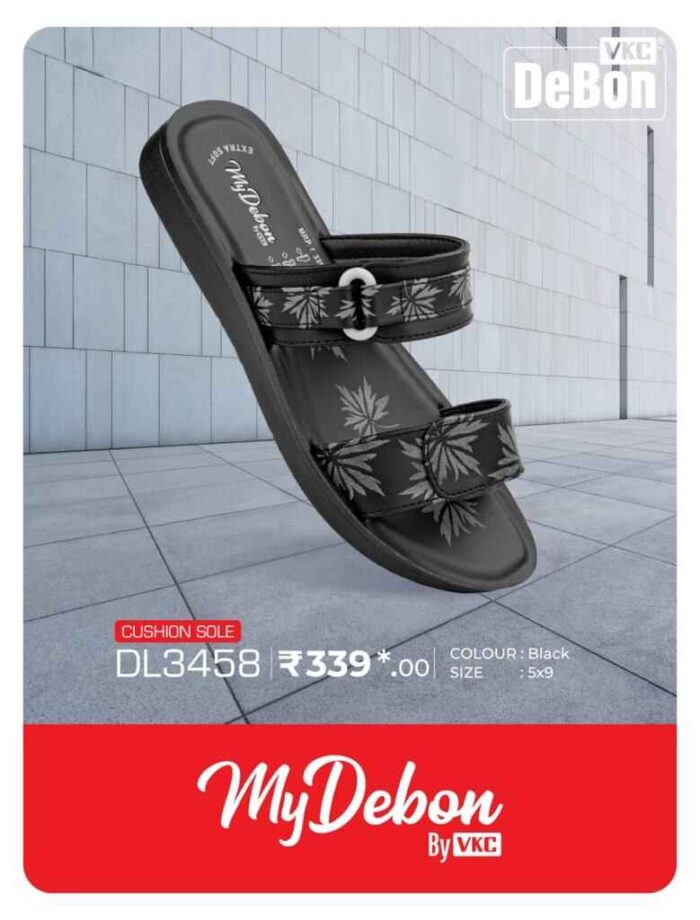 VKC
DeBon
EXTRA SOFT
MyDebon
CUSHION SOLE
DL3458
₹339*.00
COLOUR : Black
SIZE : 5x9
MyDebon
By VKC